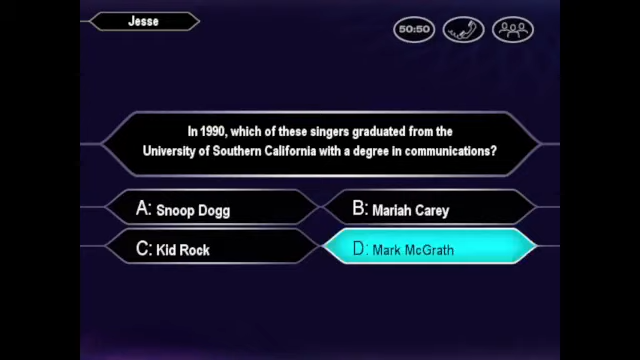 Jesse
50:50
In 1990, which of these singers graduated from the
University of Southern California with a degree in communications?
A: Snoop Dogg
B: Mariah Carey
C: Kid Rock
D: Mark McGrath